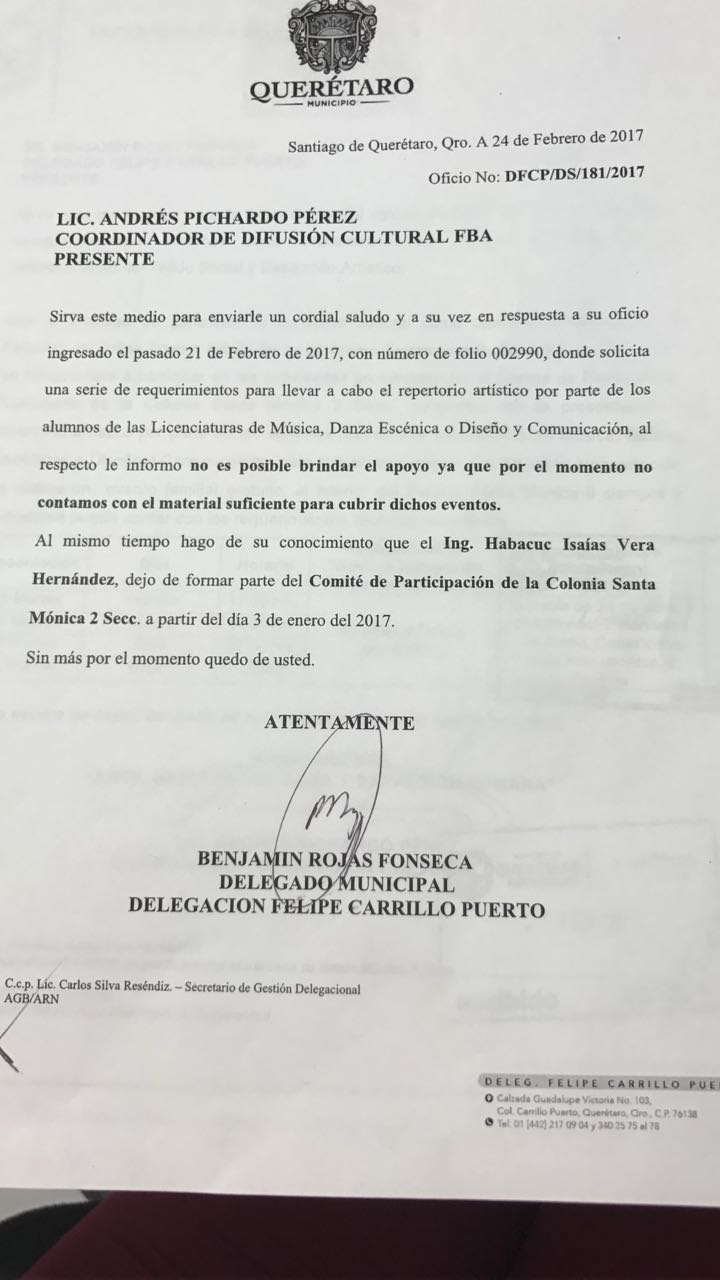 QUERÉTARO
MUNICIPIO
Santiago de Querétaro, Qro. A 24 de Febrero de 2017
Oficio No: DFCP/DS/181/2017
LIC. ANDRÉS PICHARDO PÉREZ
COORDINADOR DE DIFUSIÓN CULTURAL FBA
PRESENTE
Sirva este medio para enviarle un cordial saludo y a su vez en respuesta a su oficio
ingresado el pasado 21 de Febrero de 2017, con número de folio 002990, donde solicita
una serie de requerimientos para llevar a cabo el repertorio artístico por parte de los
alumnos de las Licenciaturas de Música, Danza Escénica o Diseño y Comunicación, al
respecto le informo no es posible brindar el apoyo ya que por el momento no
contamos con el material suficiente para cubrir dichos eventos.
Al mismo tiempo hago de su conocimiento que el Ing. Habacuc Isaías Vera
Hernández, dejo de formar parte del Comité de Participación de la Colonia Santa
Mónica 2 Secc. a partir del día 3 de enero del 2017.
Sin más por el momento quedo de usted.
ATENTAMENTE
BENJAMIN ROJAS FONSECA
DELEGADO MUNICIPAL
DELEGACION FELIPE CARRILLO PUERTO
C.c.p. Lic. Carlos Silva Reséndiz. – Secretario de Gestión Delegacional
AGB/ARN
DELEG. FELIPE CARRILLO PUE
Calzada Guadalupe Victoria No. 103,
Col. Carrillo Puerto, Querétaro, Qro., C.P. 76138
Tel. 01 (442) 217 09 04 y 340 25 75 al 78